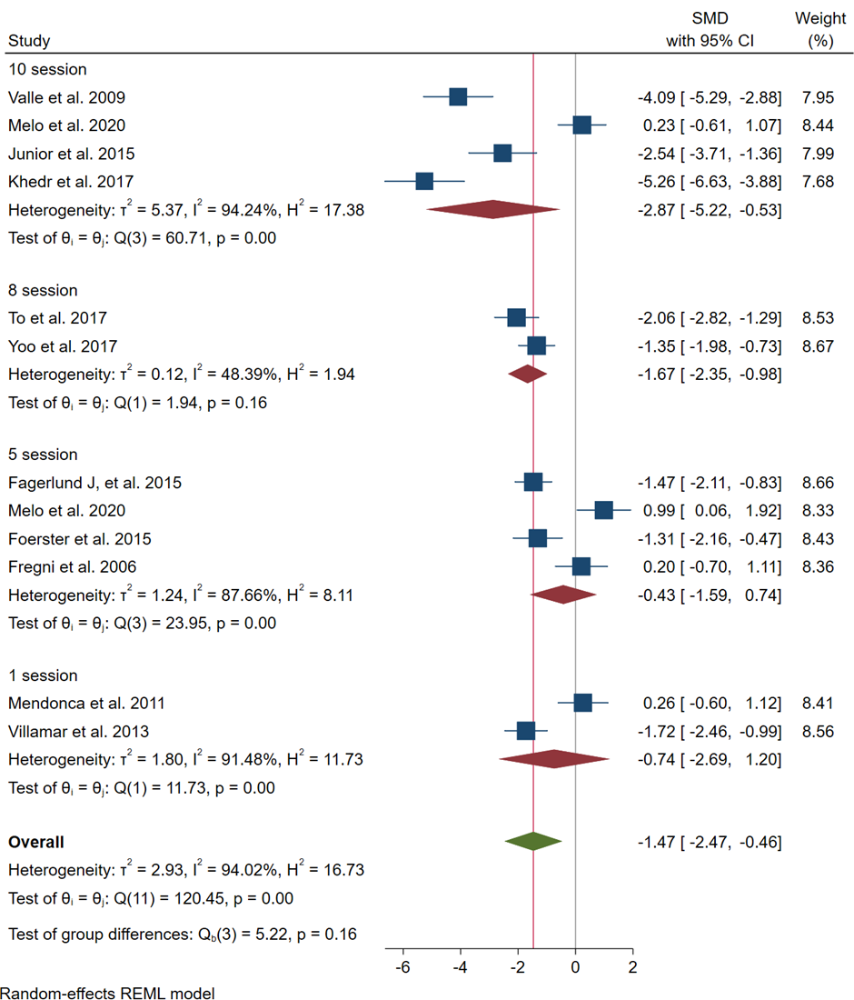 SMD Weight
Study with 95% CI (%)
10 session
Valle et al. 2009 -4.09 [ -5.29, -2.88] 7.95
Melo et al. 2020 0.23 [ -0.61, 1.07] 8.44
Junior et al. 2015 -2.54 [ -3.71, -1.36] 7.99
Khedr et al. 2017 -5.26 [ -6.63, -3.88] 7.68
Heterogeneity: τ² = 5.37, I² = 94.24%, H² = 17.38 -2.87 [ -5.22, -0.53]
Test of θᵢ = θⱼ: Q(3) = 60.71, p = 0.00
8 session
To et al. 2017 -2.06 [ -2.82, -1.29] 8.53
Yoo et al. 2017 -1.35 [ -1.98, -0.73] 8.67
Heterogeneity: τ² = 0.12, I² = 48.39%, H² = 1.94 -1.67 [ -2.35, -0.98]
Test of θᵢ = θⱼ: Q(1) = 1.94, p = 0.16
5 session
Fagerlund J, et al. 2015 -1.47 [ -2.11, -0.83] 8.66
Melo et al. 2020 0.99 [ 0.06, 1.92] 8.33
Foerster et al. 2015 -1.31 [ -2.16, -0.47] 8.43
Fregni et al. 2006 0.20 [ -0.70, 1.11] 8.36
Heterogeneity: τ² = 1.24, I² = 87.66%, H² = 8.11 -0.43 [ -1.59, 0.74]
Test of θᵢ = θⱼ: Q(3) = 23.95, p = 0.00
1 session
Mendonca et al. 2011 0.26 [ -0.60, 1.12] 8.41
Villamar et al. 2013 -1.72 [ -2.46, -0.99] 8.56
Heterogeneity: τ² = 1.80, I² = 91.48%, H² = 11.73 -0.74 [ -2.69, 1.20]
Test of θᵢ = θⱼ: Q(1) = 11.73, p = 0.00
Overall -1.47 [ -2.47, -0.46]
Heterogeneity: τ² = 2.93, I² = 94.02%, H² = 16.73
Test of θᵢ = θⱼ: Q(11) = 120.45, p = 0.00
Test of group differences: Q_b(3) = 5.22, p = 0.16
-6 -4 -2 0 2
Random-effects REML model